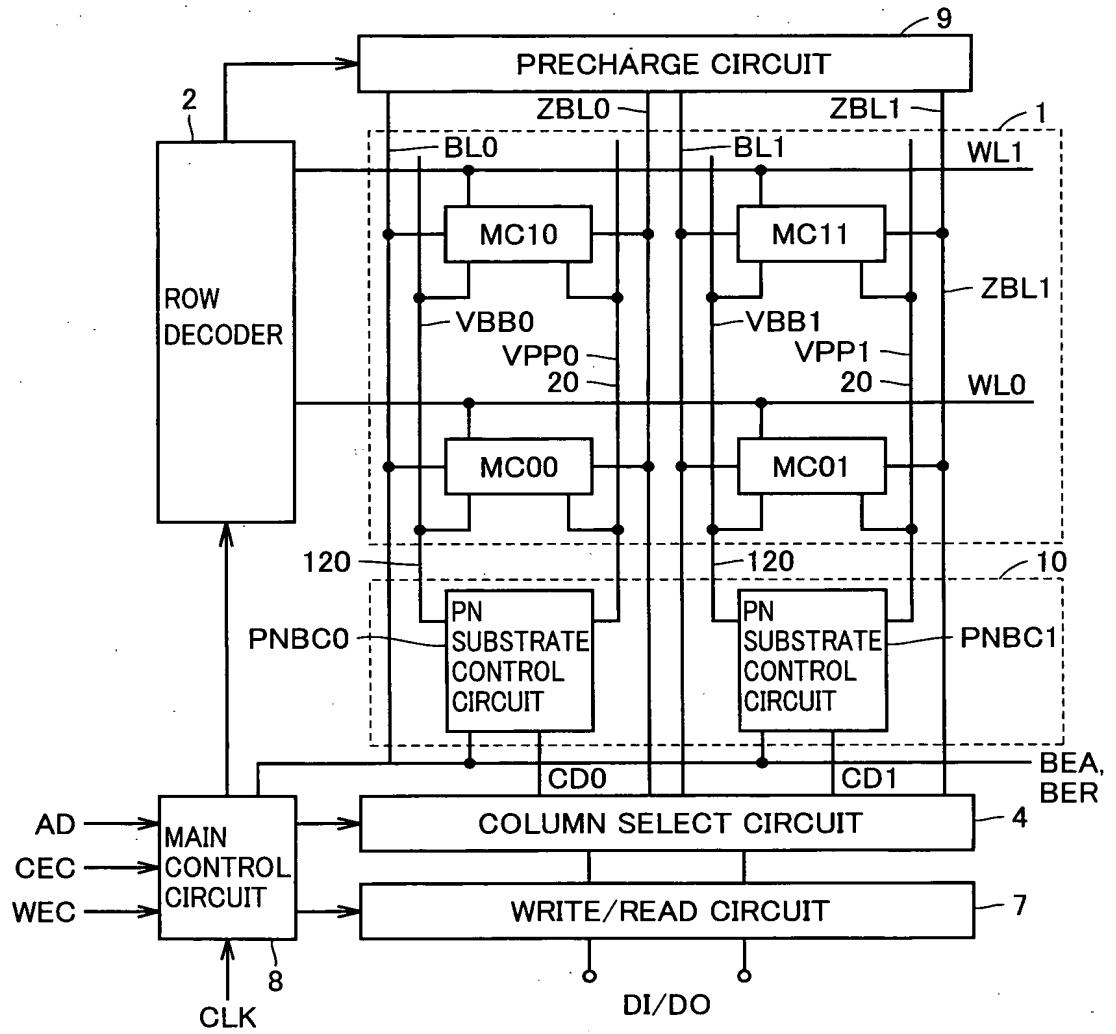 9
PRECHARGE CIRCUIT
2
ZBL0
ZBL1
1
BL0
BL1
WL1
MC10
MC11
ROW
DECODER
ZBL1
VBB0
VBB1
VPP0
VPP1
20
20
WL0
MC00
MC01
120
120
10
PN
SUBSTRATE
CONTROL
CIRCUIT
PNBC0
PN
SUBSTRATE
CONTROL
CIRCUIT
PNBC1
BEA,
BER
CD0
CD1
AD
CEC
WEC
MAIN
CONTROL
CIRCUIT
COLUMN SELECT CIRCUIT
4
WRITE/READ CIRCUIT
7
8
CLK
DI/DO